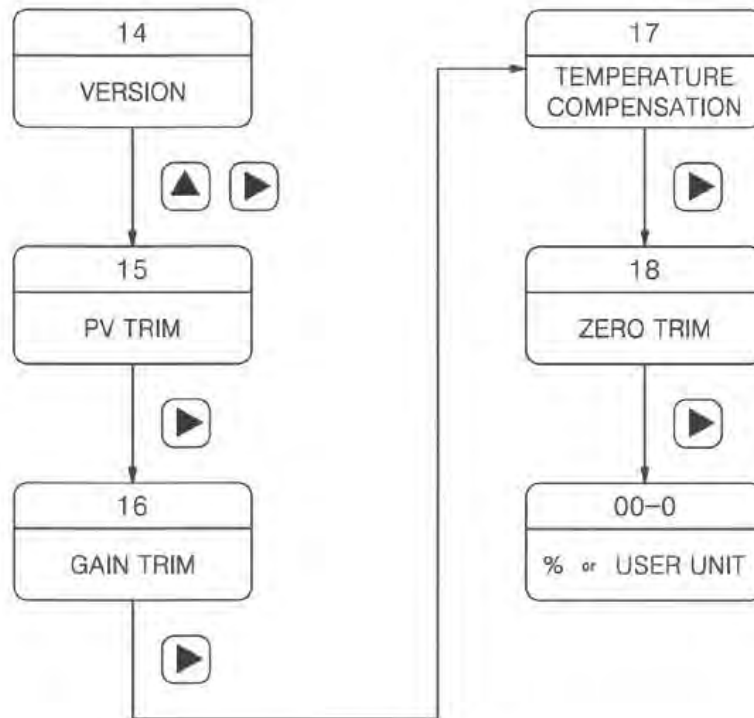 14
VERSION
15
PV TRIM
16
GAIN TRIM
17
TEMPERATURE
COMPENSATION
18
ZERO TRIM
00-0
% or USER UNIT